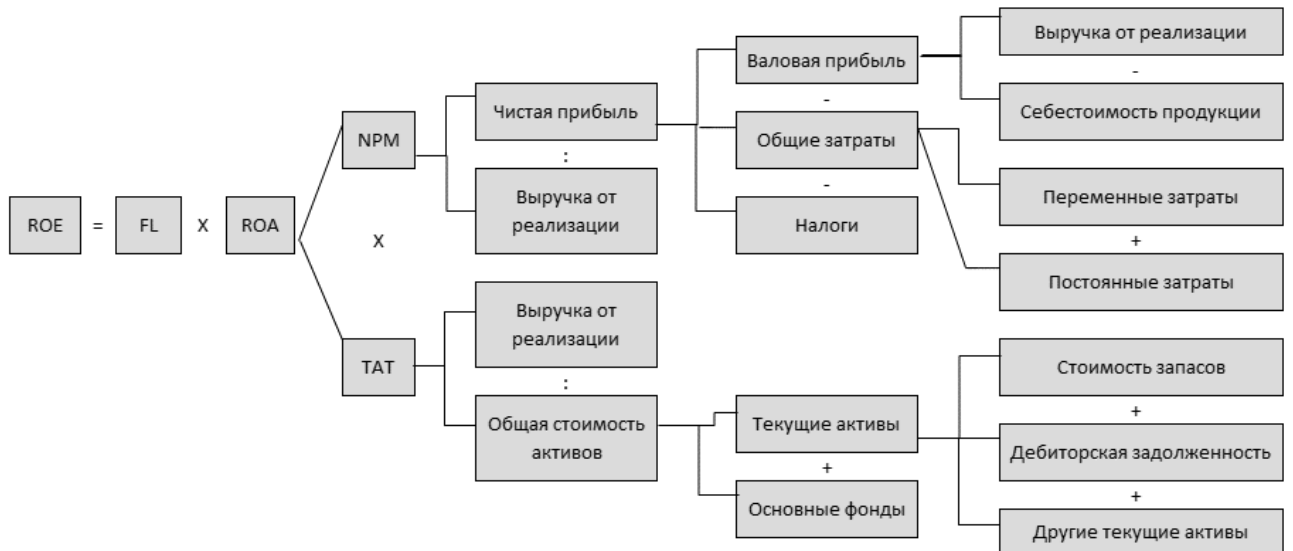 Выручка от реализации
-
Себестоимость продукции
Валовая прибыль
-
Общие затраты
-
Налоги
Переменные затраты
+
Постоянные затраты
Чистая прибыль
:
Выручка от
реализации
NPM
X
TAT
ROE = FL X ROA
Выручка от
реализации
:
Общая стоимость
активов
Текущие активы
+
Основные фонды
Стоимость запасов
+
Дебиторская задолженность
+
Другие текущие активы